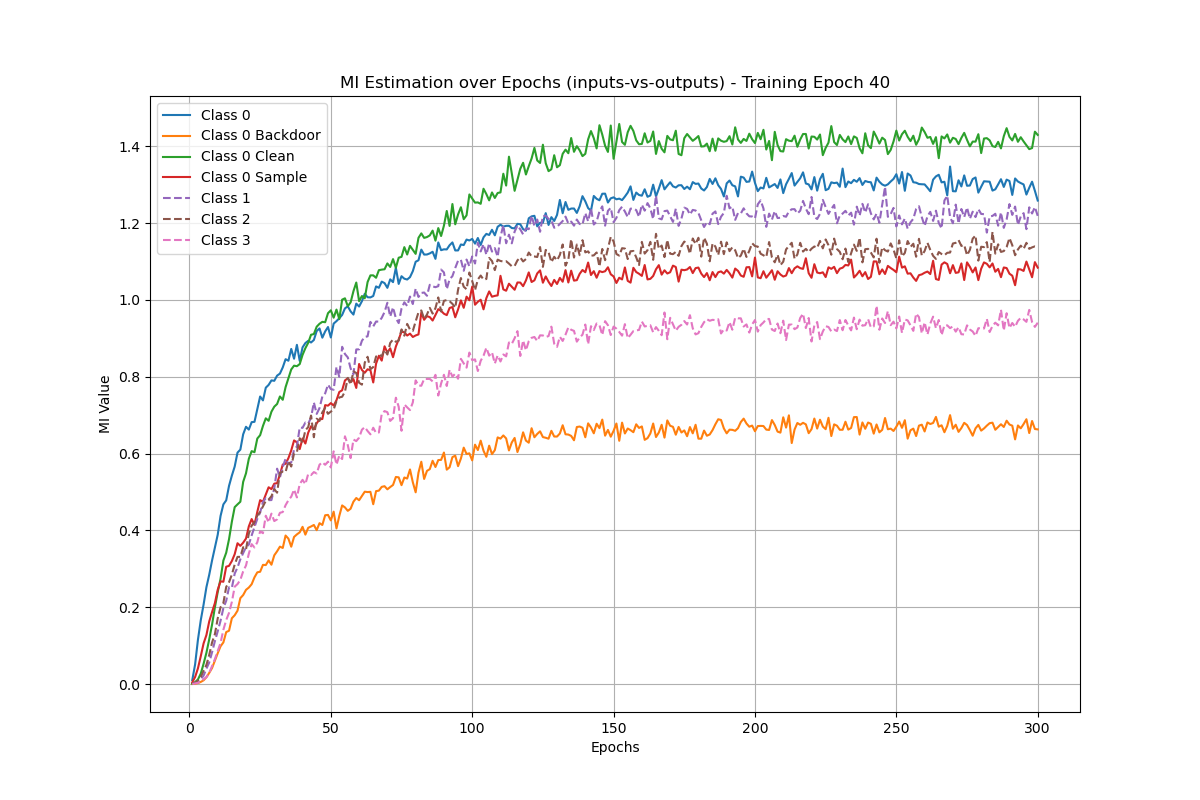 MI Estimation over Epochs (inputs-vs-outputs) - Training Epoch 40
Class 0
Class 0 Backdoor
Class 0 Clean
Class 0 Sample
Class 1
Class 2
Class 3
MI Value
1.4
1.2
1.0
0.8
0.6
0.4
0.2
0.0
0 50 100 150 200 250 300
Epochs